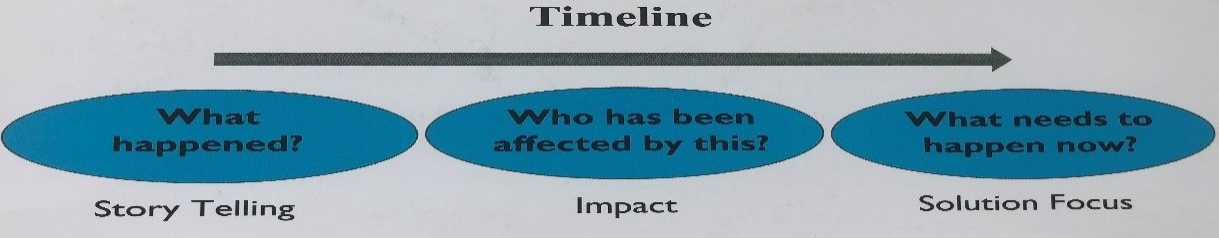 Timeline
What
happened?
Who has been
affected by this?
What needs to
happen now?
Story Telling
Impact
Solution Focus